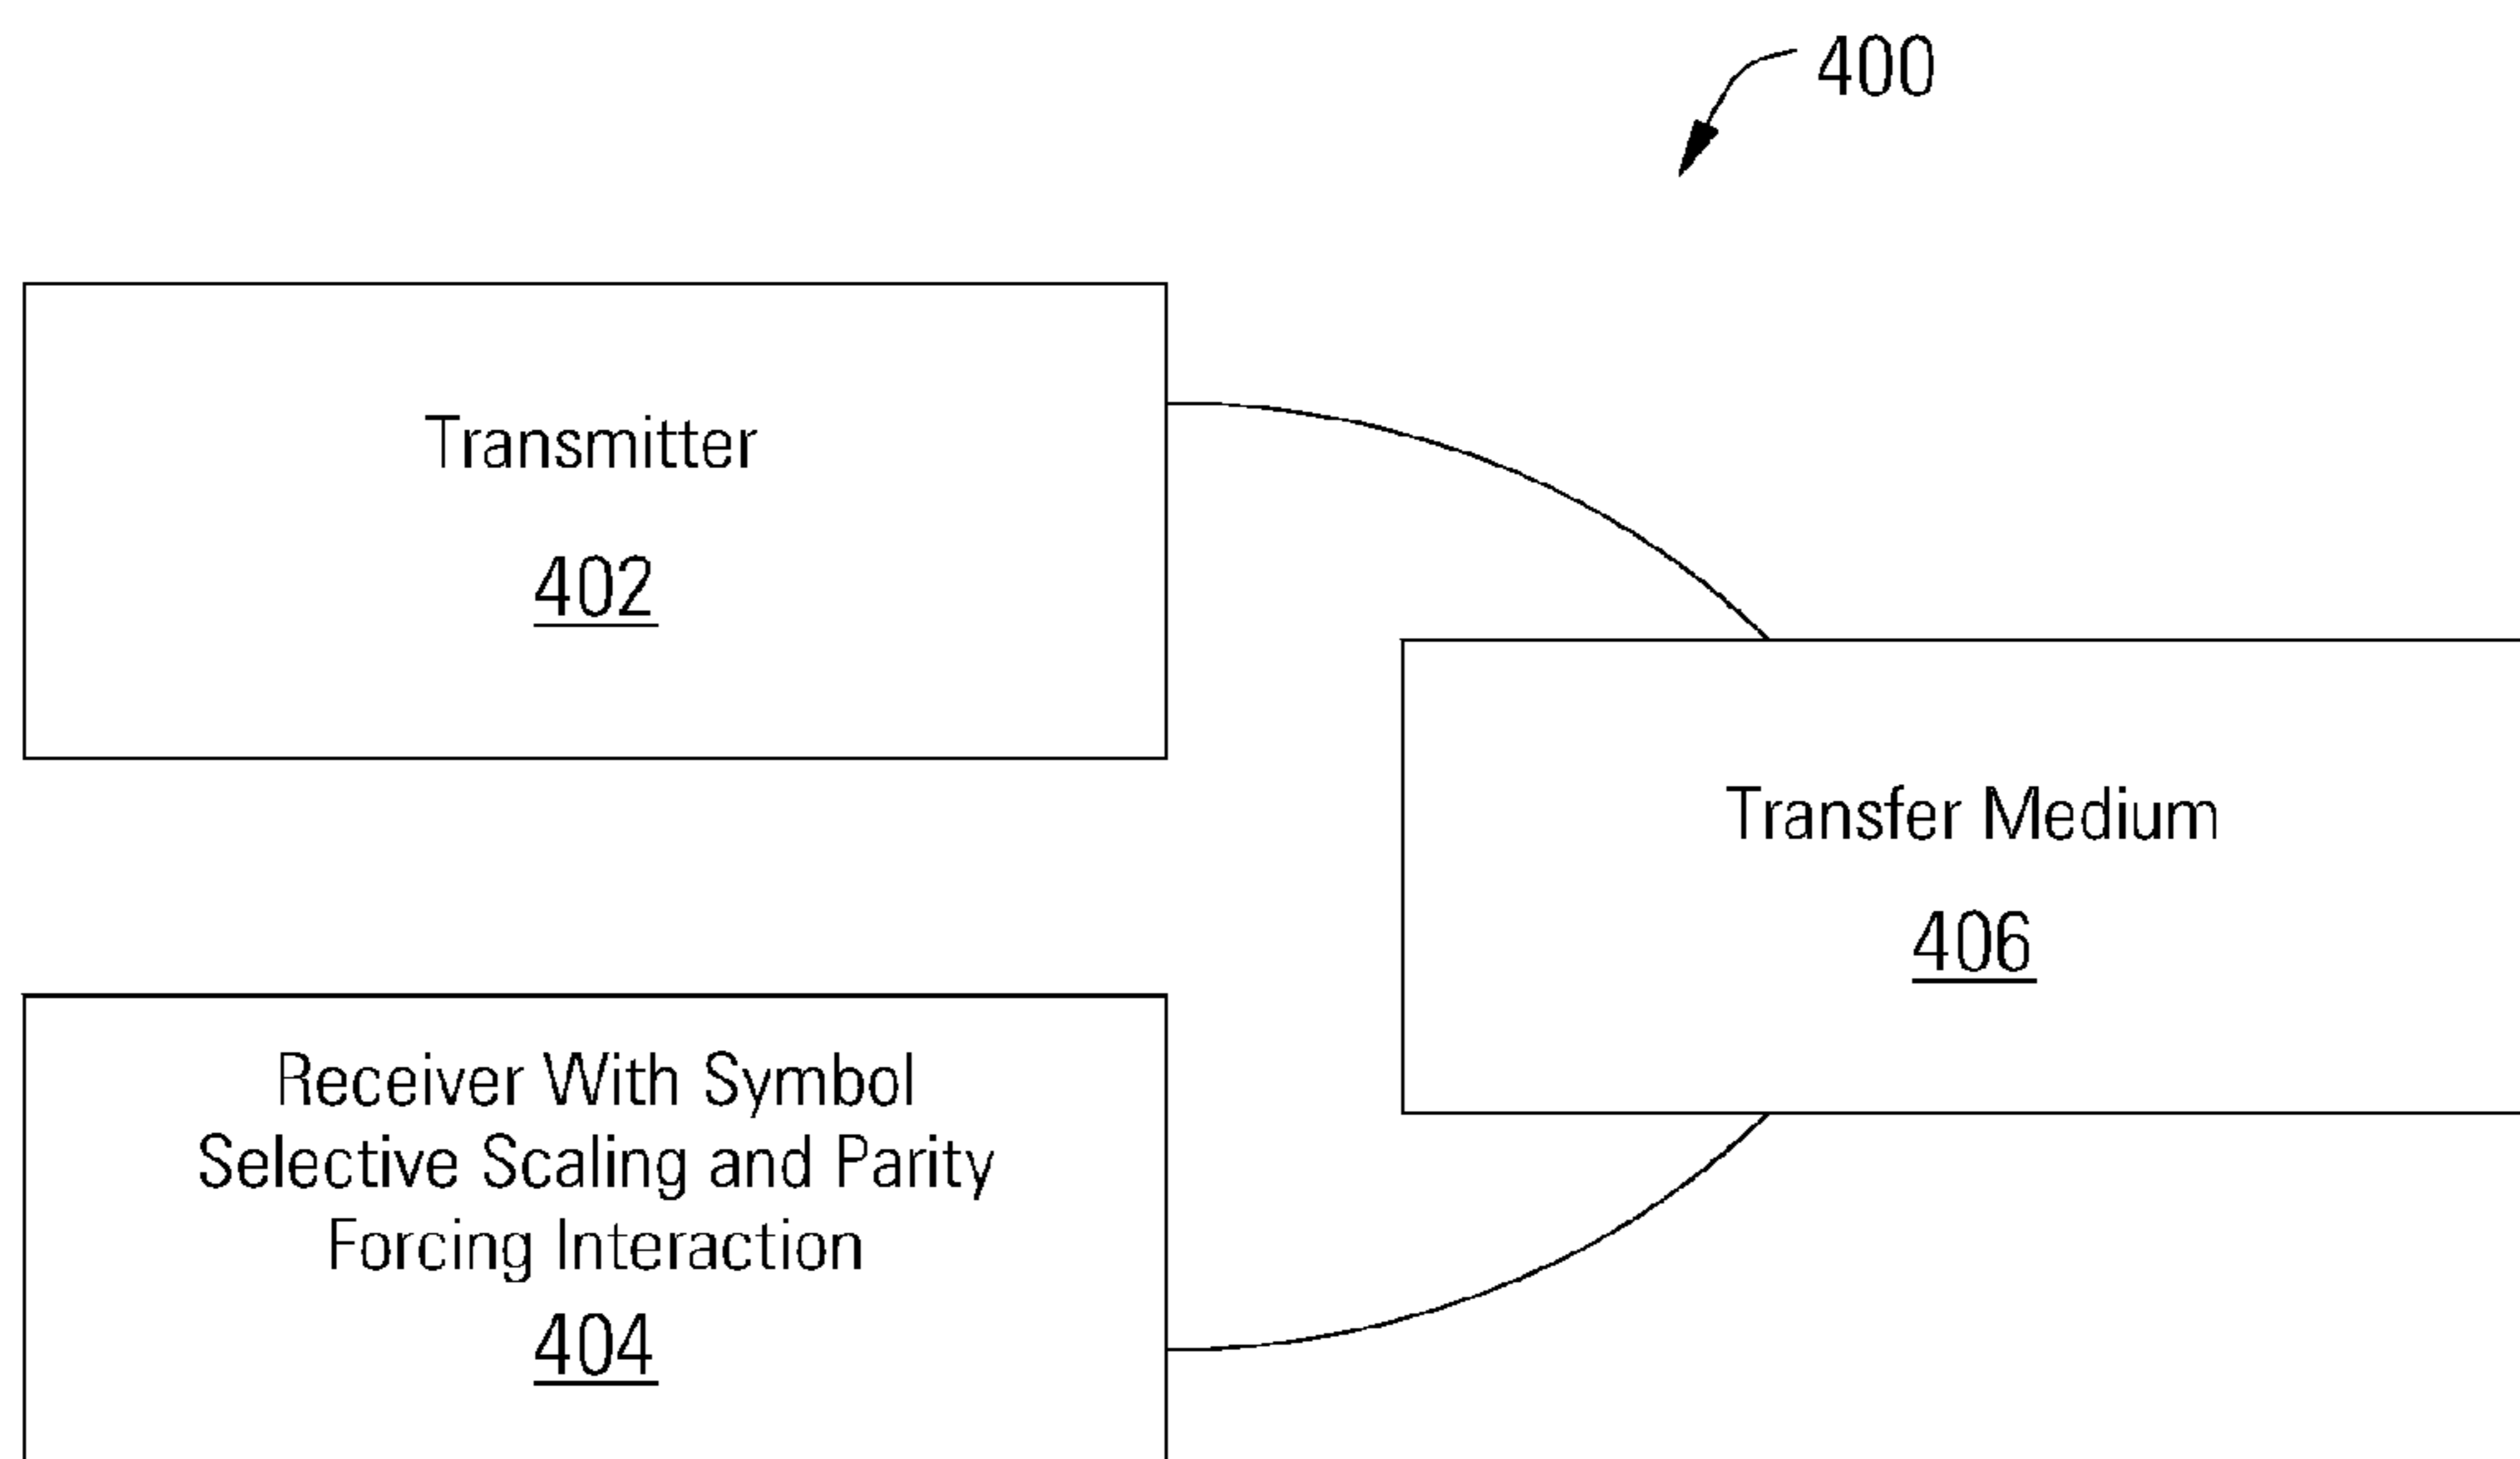 400
Transmitter
402
Transfer Medium
406
Receiver With Symbol
Selective Scaling and Parity
Forcing Interaction
404